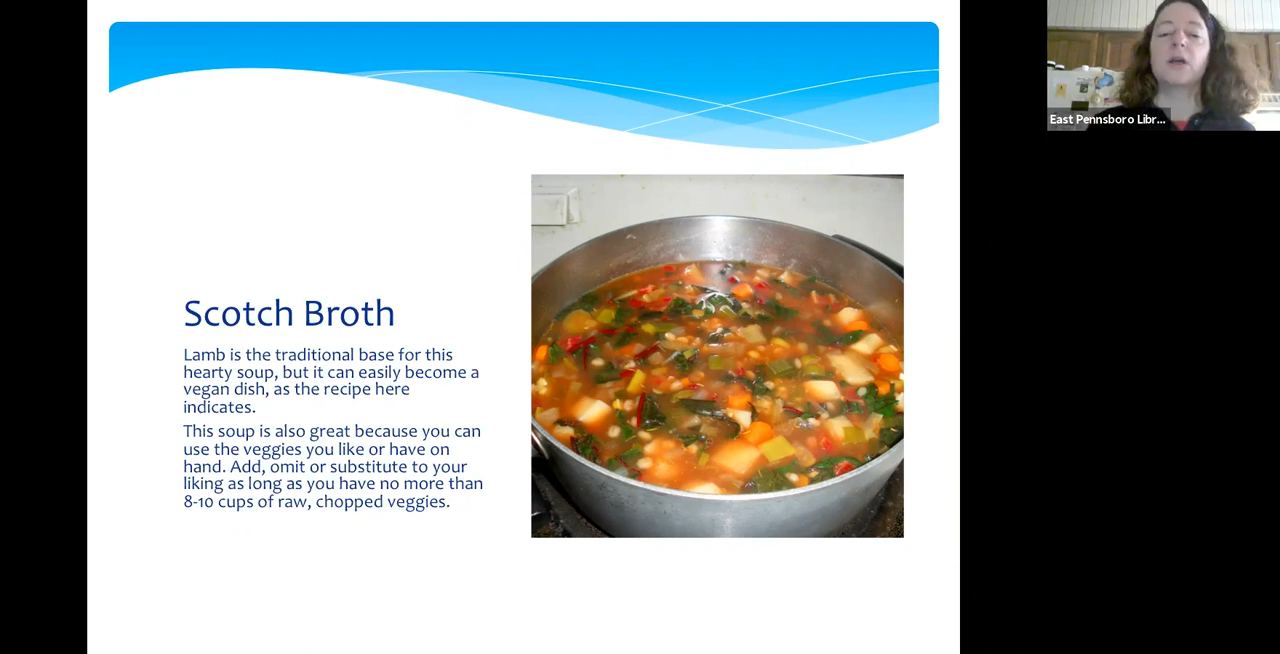 East Pennsboro Libr...
Scotch Broth
Lamb is the traditional base for this
hearty soup, but it can easily become a
vegan dish, as the recipe here
indicates.
This soup is also great because you can
use the veggies you like or have on
hand. Add, omit or substitute to your
liking as long as you have no more than
8-10 cups of raw, chopped veggies.